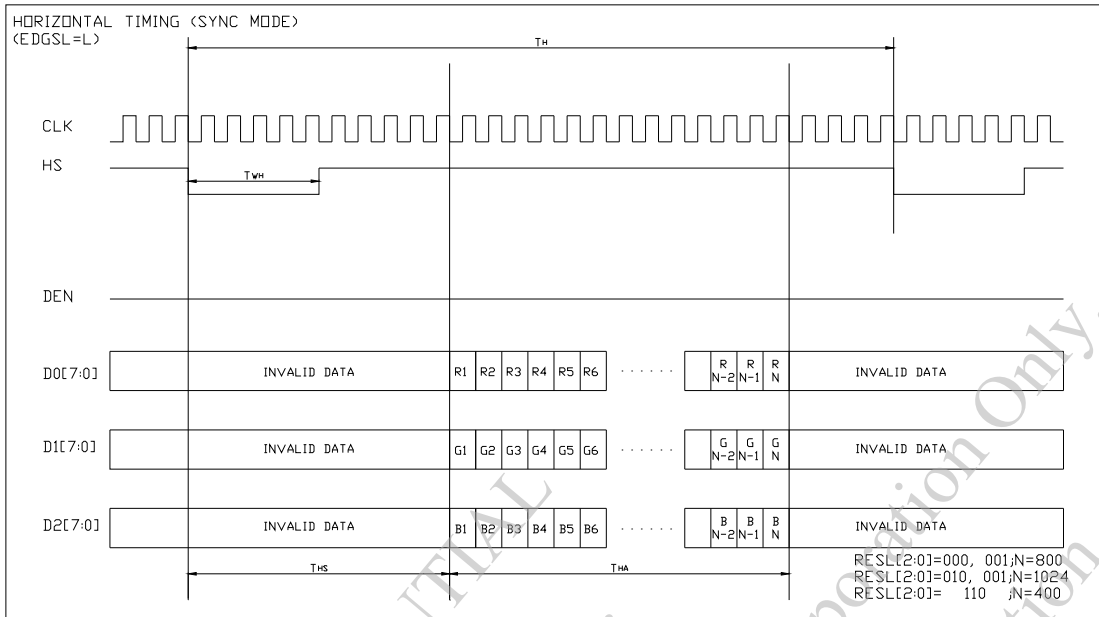 HORIZONTAL TIMING (SYNC MODE)
(EDGSL=L)
TH
CLK
HS
TWH
DEN
D0[7:0] INVALID DATA R1 R2 R3 R4 R5 R6 ...... R N-2 R N-1 R N INVALID DATA
D1[7:0] INVALID DATA G1 G2 G3 G4 G5 G6 ...... G N-2 G N-1 G N INVALID DATA
D2[7:0] INVALID DATA B1 B2 B3 B4 B5 B6 ...... B N-2 B N-1 B N INVALID DATA
THS THA
RESL[2:0]=000, 001;N=800
RESL[2:0]=010, 001;N=1024
RESL[2:0]= 110 ;N=400
Only.